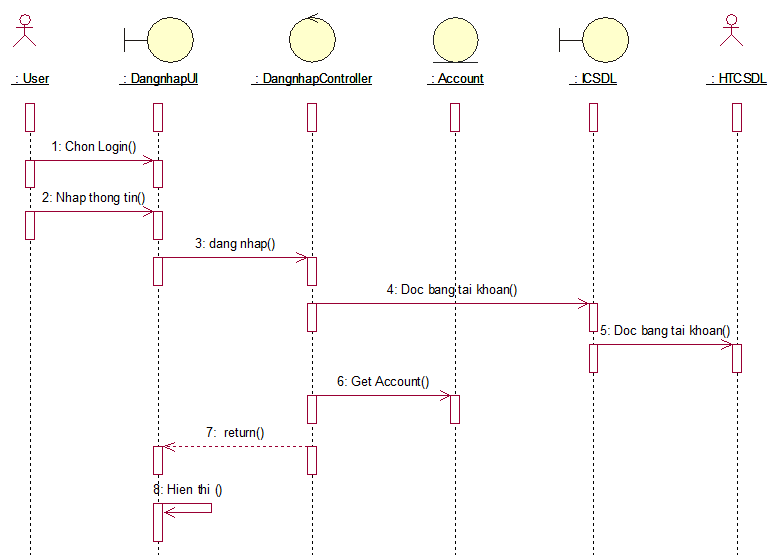 : User
: DangnhapUI
: DangnhapController
: Account
: ICSDL
: HTCSDL
1: Chon Login()
2: Nhap thong tin()
3: dang nhap()
4: Doc bang tai khoan()
5: Doc bang tai khoan()
6: Get Account()
7: return()
8: Hien thi ()